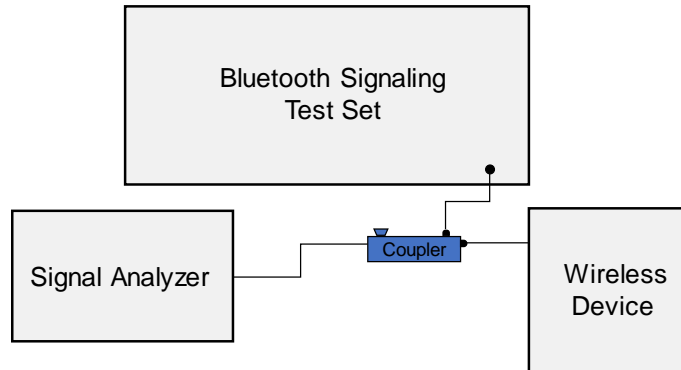 Bluetooth Signaling
Test Set
Signal Analyzer
Coupler
Wireless
Device